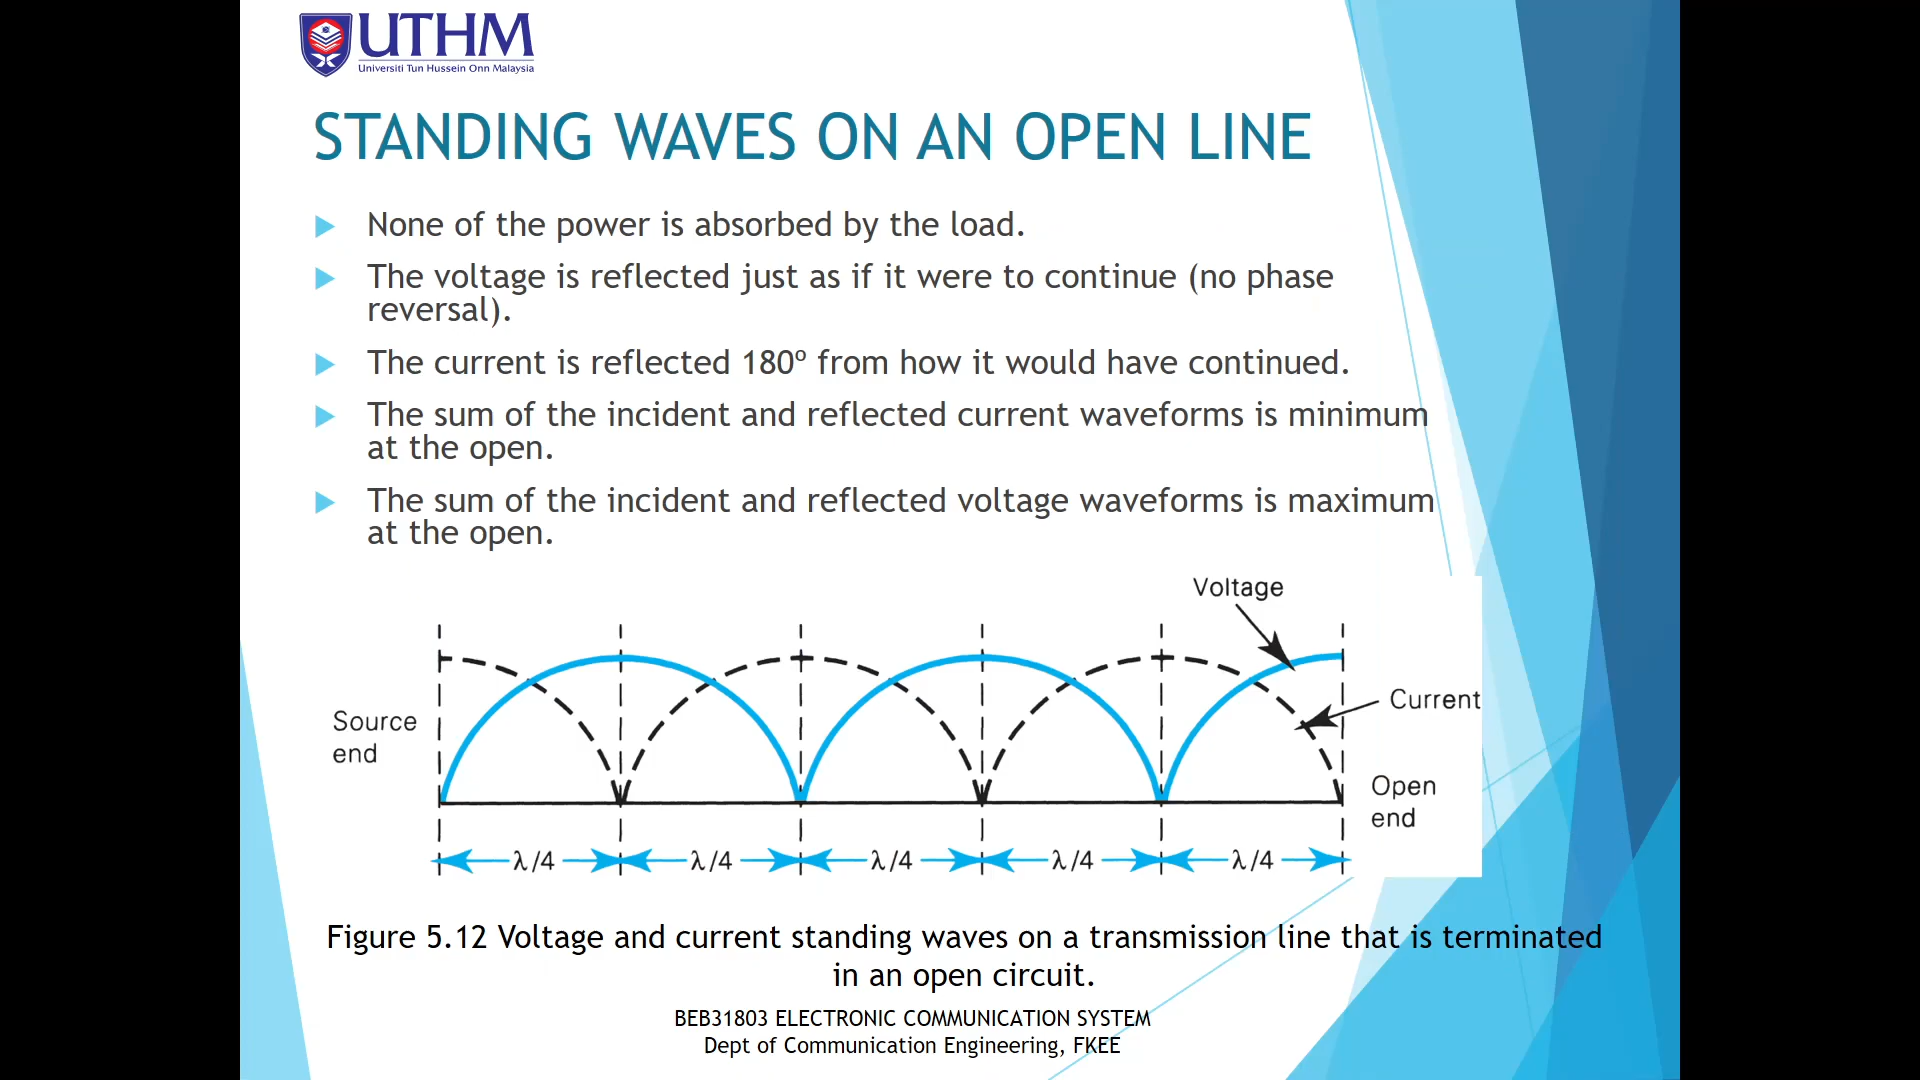 UTHM
Universiti Tun Hussein Onn Malaysia
STANDING WAVES ON AN OPEN LINE
None of the power is absorbed by the load.
The voltage is reflected just as if it were to continue (no phase
reversal).
The current is reflected 180º from how it would have continued.
The sum of the incident and reflected current waveforms is minimum
at the open.
The sum of the incident and reflected voltage waveforms is maximum
at the open.
Voltage
Current
Source
end
Open
end
λ/4 λ/4 λ/4 λ/4 λ/4
Figure 5.12 Voltage and current standing waves on a transmission line that is terminated
in an open circuit.
BEB31803 ELECTRONIC COMMUNICATION SYSTEM
Dept of Communication Engineering, FKEE